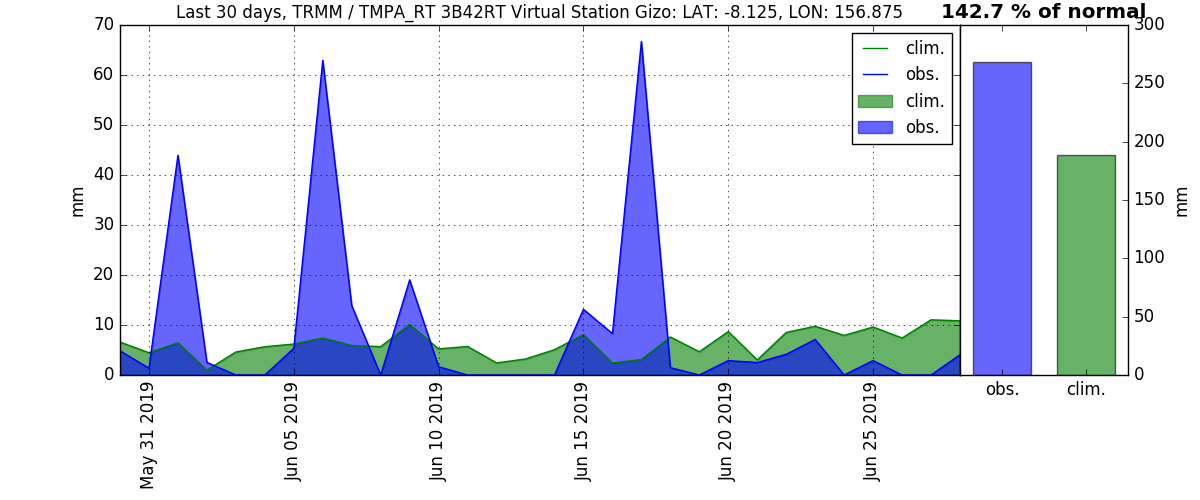 Last 30 days, TRMM / TMPA_RT 3B42RT Virtual Station Gizo: LAT: -8.125, LON: 156.875
142.7 % of normal
70
60
50
40
30
20
10
0
mm
clim.
obs.
clim.
obs.
May 31 2019
Jun 05 2019
Jun 10 2019
Jun 15 2019
Jun 20 2019
Jun 25 2019
300
250
200
150
100
50
0
mm
obs.
clim.